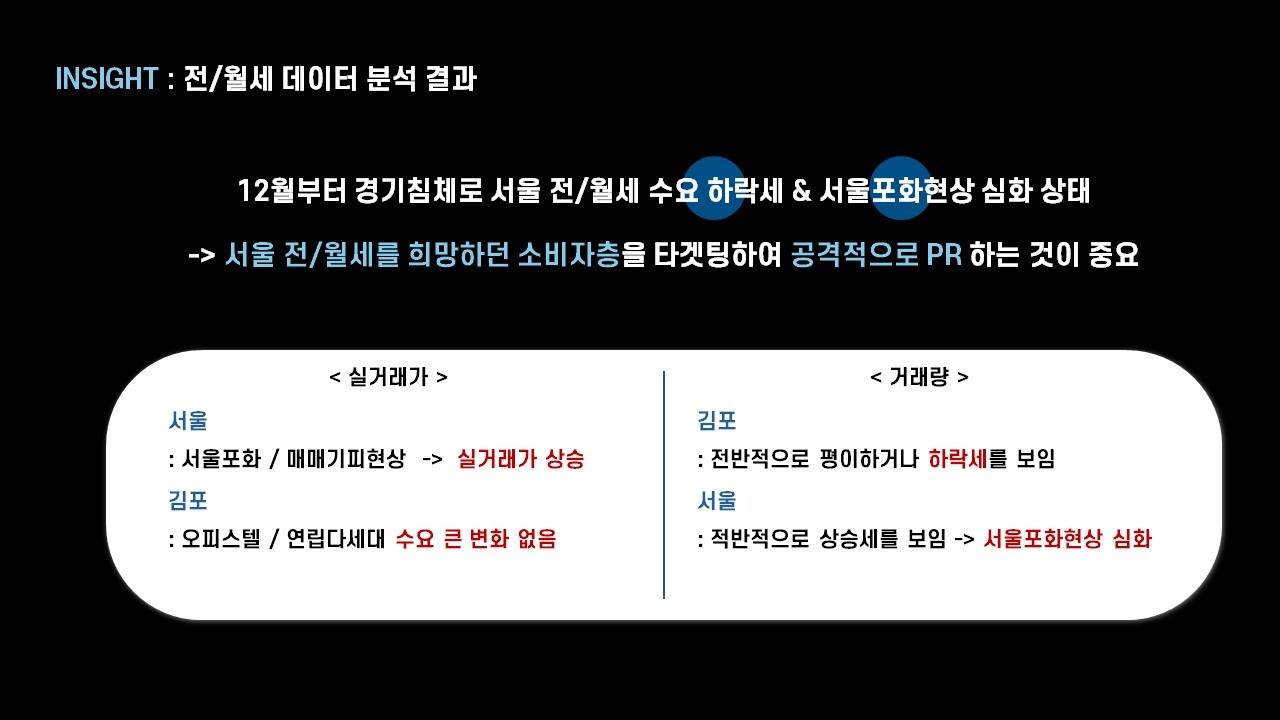 INSIGHT : 전/월세 데이터 분석 결과
12월부터 경기침체로 서울 전/월세 수요 하락세 & 서울포화현상 심화 상태
-> 서울 전/월세를 희망하던 소비자층을 타겟팅하여 공격적으로 PR 하는 것이 중요
< 실거래가 >
서울
: 서울포화 / 매매기피현상 -> 실거래가 상승
김포
: 오피스텔 / 연립다세대 수요 큰 변화 없음
< 거래량 >
김포
: 전반적으로 평이하거나 하락세를 보임
서울
: 적반적으로 상승세를 보임 -> 서울포화현상 심화